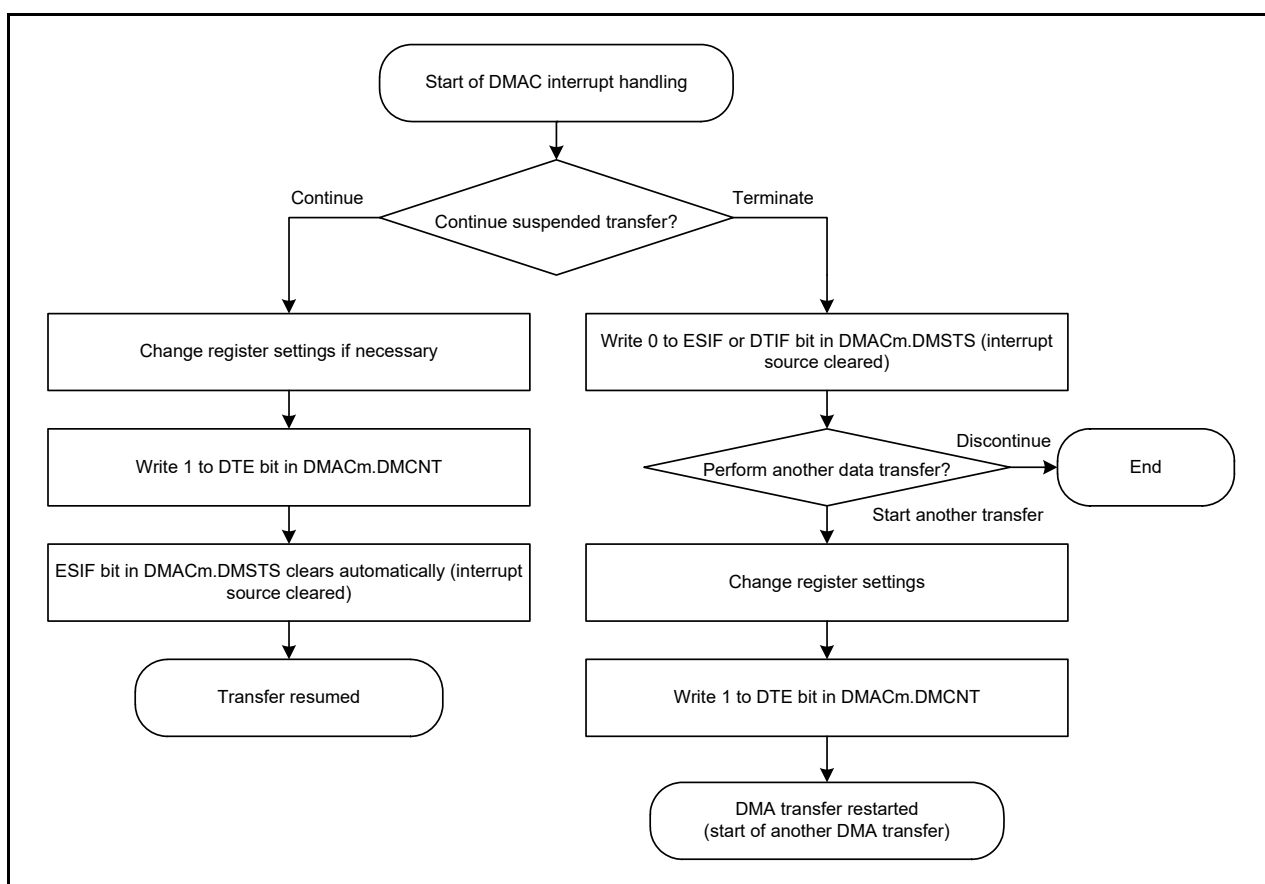 Start of DMAC interrupt handling
Continue
Terminate
Continue suspended transfer?
Change register settings if necessary
Write 0 to ESIF or DTIF bit in DMACm.DMSTS (interrupt
source cleared)
Write 1 to DTE bit in DMACm.DMCNT
Discontinue
Perform another data transfer?
End
Start another transfer
ESIF bit in DMACm.DMSTS clears automatically (interrupt
source cleared)
Change register settings
Transfer resumed
Write 1 to DTE bit in DMACm.DMCNT
DMA transfer restarted
(start of another DMA transfer)